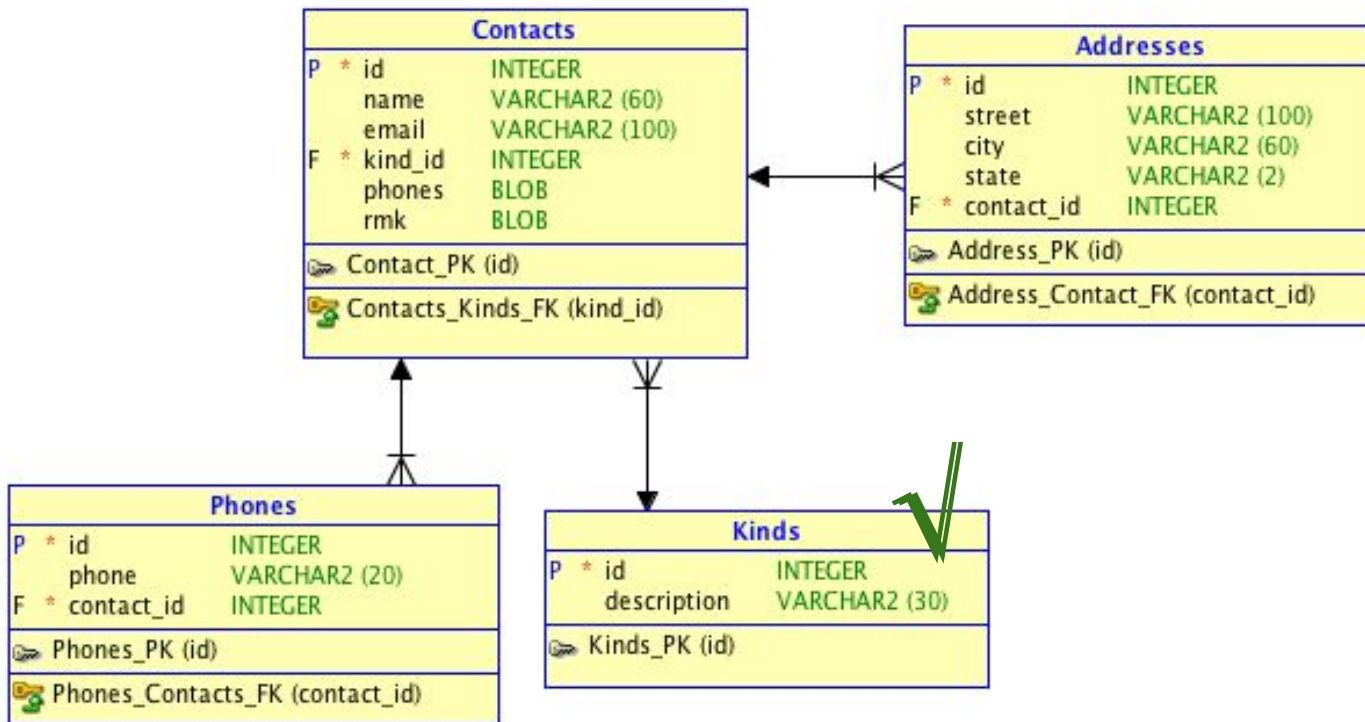 Contacts
P * id INTEGER
name VARCHAR2 (60)
email VARCHAR2 (100)
F * kind_id INTEGER
phones BLOB
rmk BLOB
Contact_PK (id)
Contacts_Kinds_FK (kind_id)
Addresses
P * id INTEGER
street VARCHAR2 (100)
city VARCHAR2 (60)
state VARCHAR2 (2)
F * contact_id INTEGER
Address_PK (id)
Address_Contact_FK (contact_id)
Phones
P * id INTEGER
phone VARCHAR2 (20)
F * contact_id INTEGER
Phones_PK (id)
Phones_Contacts_FK (contact_id)
Kinds
P * id INTEGER
description VARCHAR2 (30)
Kinds_PK (id)